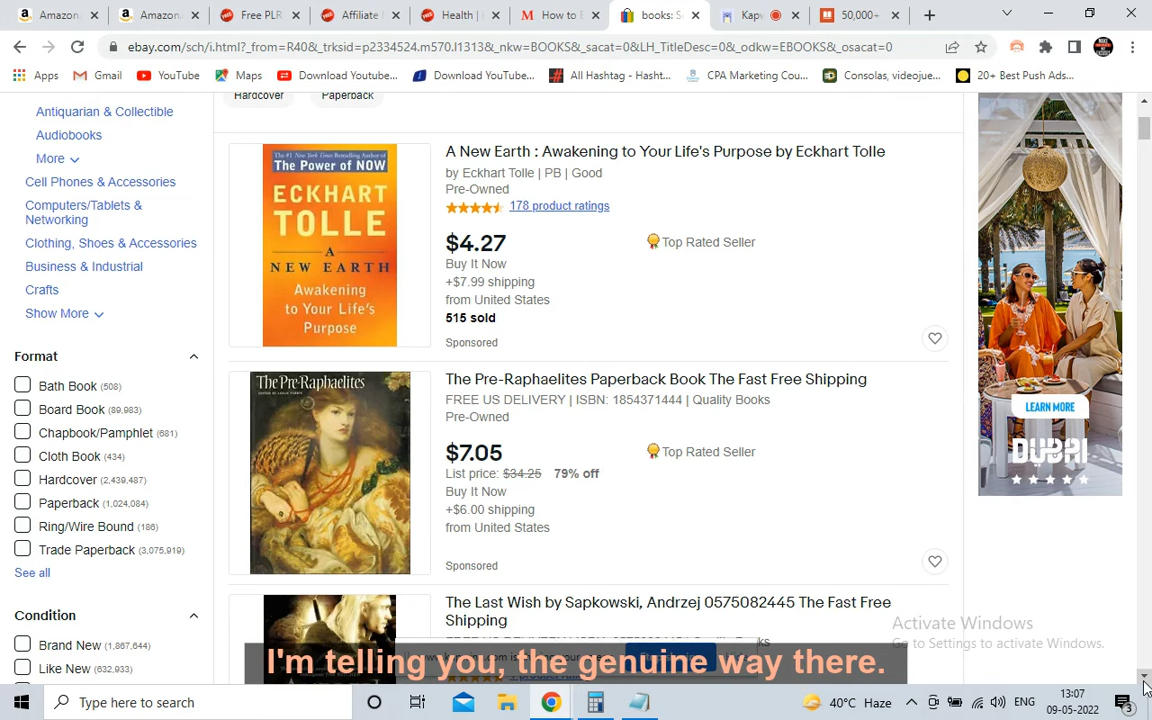 Amazon.
Amazon.
Free PLR
Affiliate
Health |
How to E
books: S
Kapw
50,000+
ebay.com/sch/i.html?_from=R40&_trksid=p2334524.m570.l1313&_nkw=BOOKS&_sacat=0&LH_TitleDesc=0&_odkw=EBOOKS&_osacat=0
Apps
Gmail
YouTube
Maps
Download Youtube...
Download YouTube...
All Hashtag - Hasht...
CPA Marketing Cou...
Consolas, videojue...
20+ Best Push Ads...
Antiquarian & Collectible
Audiobooks
More
Cell Phones & Accessories
Computers/Tablets &
Networking
Clothing, Shoes & Accessories
Business & Industrial
Crafts
Show More
Format
Bath Book (508)
Board Book (89,983)
Chapbook/Pamphlet (681)
Cloth Book (434)
Hardcover (2,439,487)
Paperback (1,024,084)
Ring/Wire Bound (186)
Trade Paperback (3,075,919)
See all
Condition
Brand New (1,867,644)
Like New (632,933)
Hardcover
Paperback
The #1 New York Times Bestselling Author of
The Power of NOW
ECKHART
TOLLE
A
NEW EARTH
Awakening
to Your Life's
Purpose
A New Earth : Awakening to Your Life's Purpose by Eckhart Tolle
by Eckhart Tolle | PB | Good
Pre-Owned
178 product ratings
$4.27
Top Rated Seller
Buy It Now
+$7.99 shipping
from United States
515 sold
Sponsored
The Pre-Raphaelites
The Pre-Raphaelites Paperback Book The Fast Free Shipping
FREE US DELIVERY | ISBN: 1854371444 | Quality Books
Pre-Owned
$7.05
Top Rated Seller
List price: $34.25 79% off
Buy It Now
+$6.00 shipping
from United States
Sponsored
The Last Wish by Sapkowski, Andrzej 0575082445 The Fast Free
Shipping
LEARN MORE
DUBAI
Activate Windows
Go to Settings to activate Windows.
I'm telling you, the genuine way there.
Type here to search
40°C Haze
ENG
13:07
09-05-2022
3